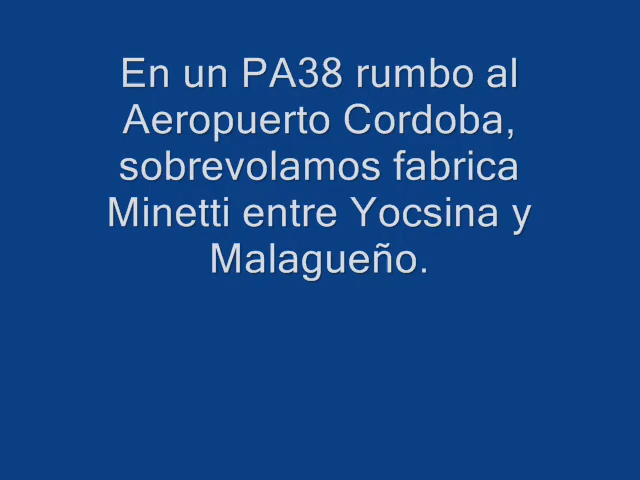 En un PA38 rumbo al
Aeropuerto Cordoba,
sobrevolamos fabrica
Minetti entre Yocsina y
Malagueño.